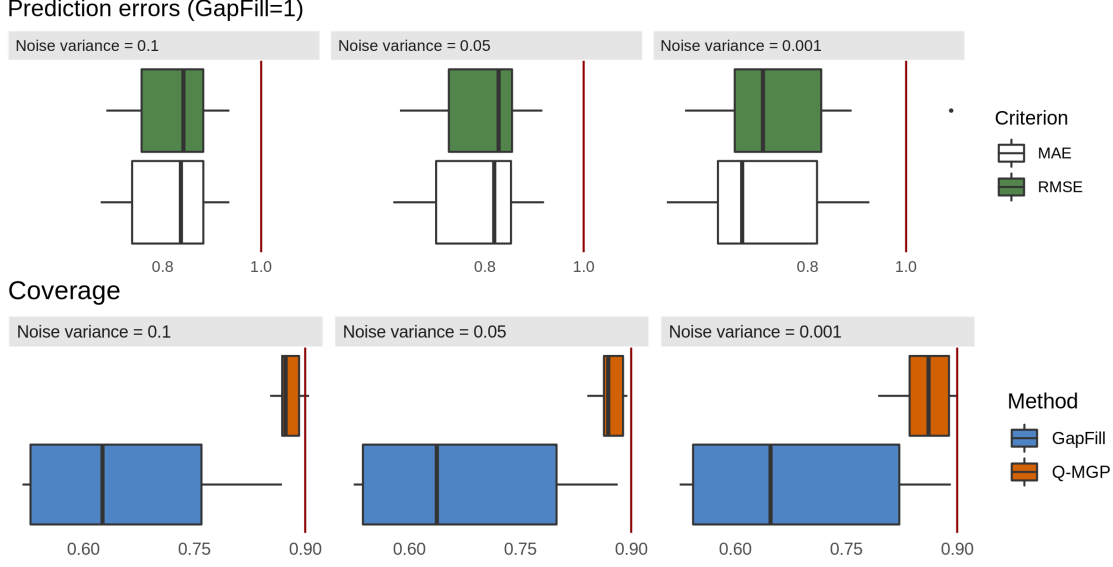 Prediction errors (GapFill=1)
Noise variance = 0.1
Noise variance = 0.05
Noise variance = 0.001
0.8
1.0
0.8
1.0
0.8
1.0
Criterion
MAE
RMSE
Coverage
Noise variance = 0.1
Noise variance = 0.05
Noise variance = 0.001
0.60
0.75
0.90
0.60
0.75
0.90
0.60
0.75
0.90
Method
GapFill
Q-MGP